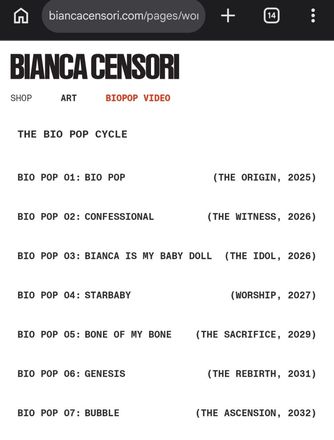 biancacensori.com/pages/wor
14
BIANCA CENSORI
SHOP ART BIOPOP VIDEO
THE BIO POP CYCLE
BIO POP 01: BIO POP (THE ORIGIN, 2025)
BIO POP 02: CONFESSIONAL (THE WITNESS, 2026)
BIO POP 03: BIANCA IS MY BABY DOLL (THE IDOL, 2026)
BIO POP 04: STARBABY (WORSHIP, 2027)
BIO POP 05: BONE OF MY BONE (THE SACRIFICE, 2029)
BIO POP 06: GENESIS (THE REBIRTH, 2031)
BIO POP 07: BUBBLE (THE ASCENSION, 2032)